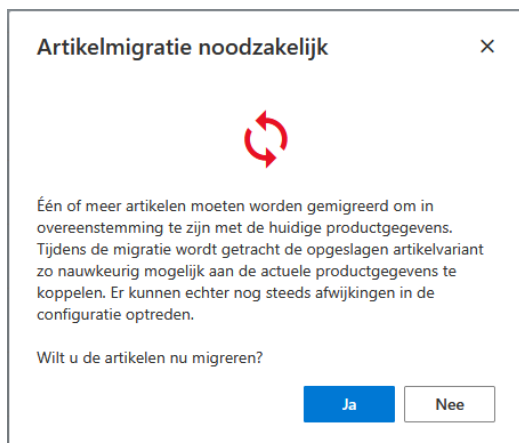 Artikelmigratie noodzakelijk
Één of meer artikelen moeten worden gemigreerd om in
overeenstemming te zijn met de huidige productgegevens.
Tijdens de migratie wordt getracht de opgeslagen artikelvariant
zo nauwkeurig mogelijk aan de actuele productgegevens te
koppelen. Er kunnen echter nog steeds afwijkingen in de
configuratie optreden.
Wilt u de artikelen nu migreren?
Ja
Nee